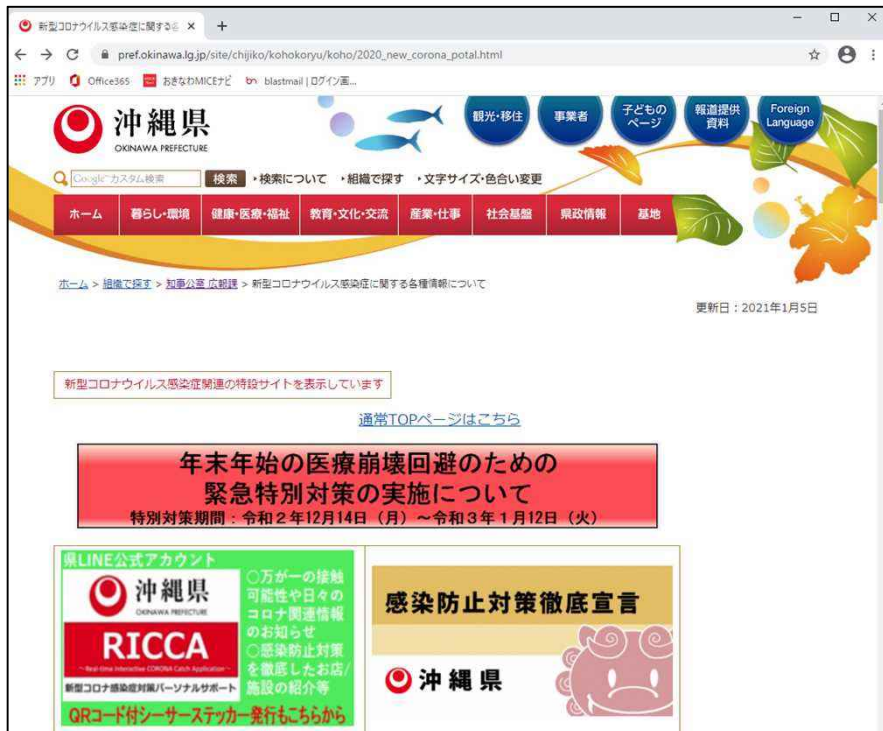 新型コロナウイルス感染症に関する各
pref.okinawa.lg.jp/site/chijiko/kohokoryu/koho/2020_new_corona_potal.html
アプリ Office365 おきなわMICEナビ blastmail | ログイン画...
沖縄県
OKINAWA PREFECTURE
観光・移住
事業者
子どもの
ページ
報道提供
資料
Foreign
Language
Google カスタム検索 検索 ・検索について ・組織で探す ・文字サイズ・色合い変更
ホーム 暮らし・環境 健康・医療・福祉 教育・文化・交流 産業・仕事 社会基盤 県政情報 基地
ホーム > 組織で探す > 知事公室 広報課 > 新型コロナウイルス感染症に関する各種情報について
更新日:2021年1月5日
新型コロナウイルス感染症関連の特設サイトを表示しています
通常TOPページはこちら
年末年始の医療崩壊回避のための
緊急特別対策の実施について
特別対策期間:令和2年12月14日(月)~令和3年1月12日(火)
県LINE公式アカウント
沖縄県
OKINAWA PREFECTURE
RICCA
~Real-time Interactive CORONA Catch Application~
新型コロナ感染症対策パーソナルサポート
○万が一の接触
可能性や日々の
コロナ関連情報
のお知らせ
○感染防止対策
を徹底したお店/
施設の紹介等
QRコード付シーサーステッカー発行もこちらから
感染防止対策徹底宣言
沖縄県